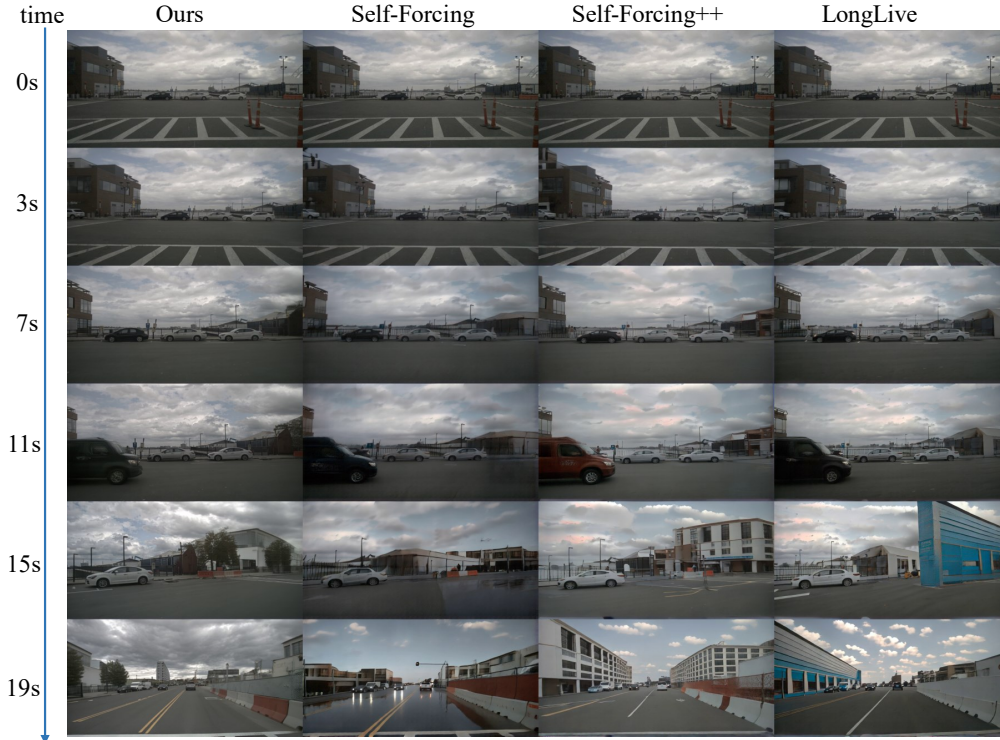 time Ours Self-Forcing Self-Forcing++ LongLive
0s
3s
7s
11s
15s
19s